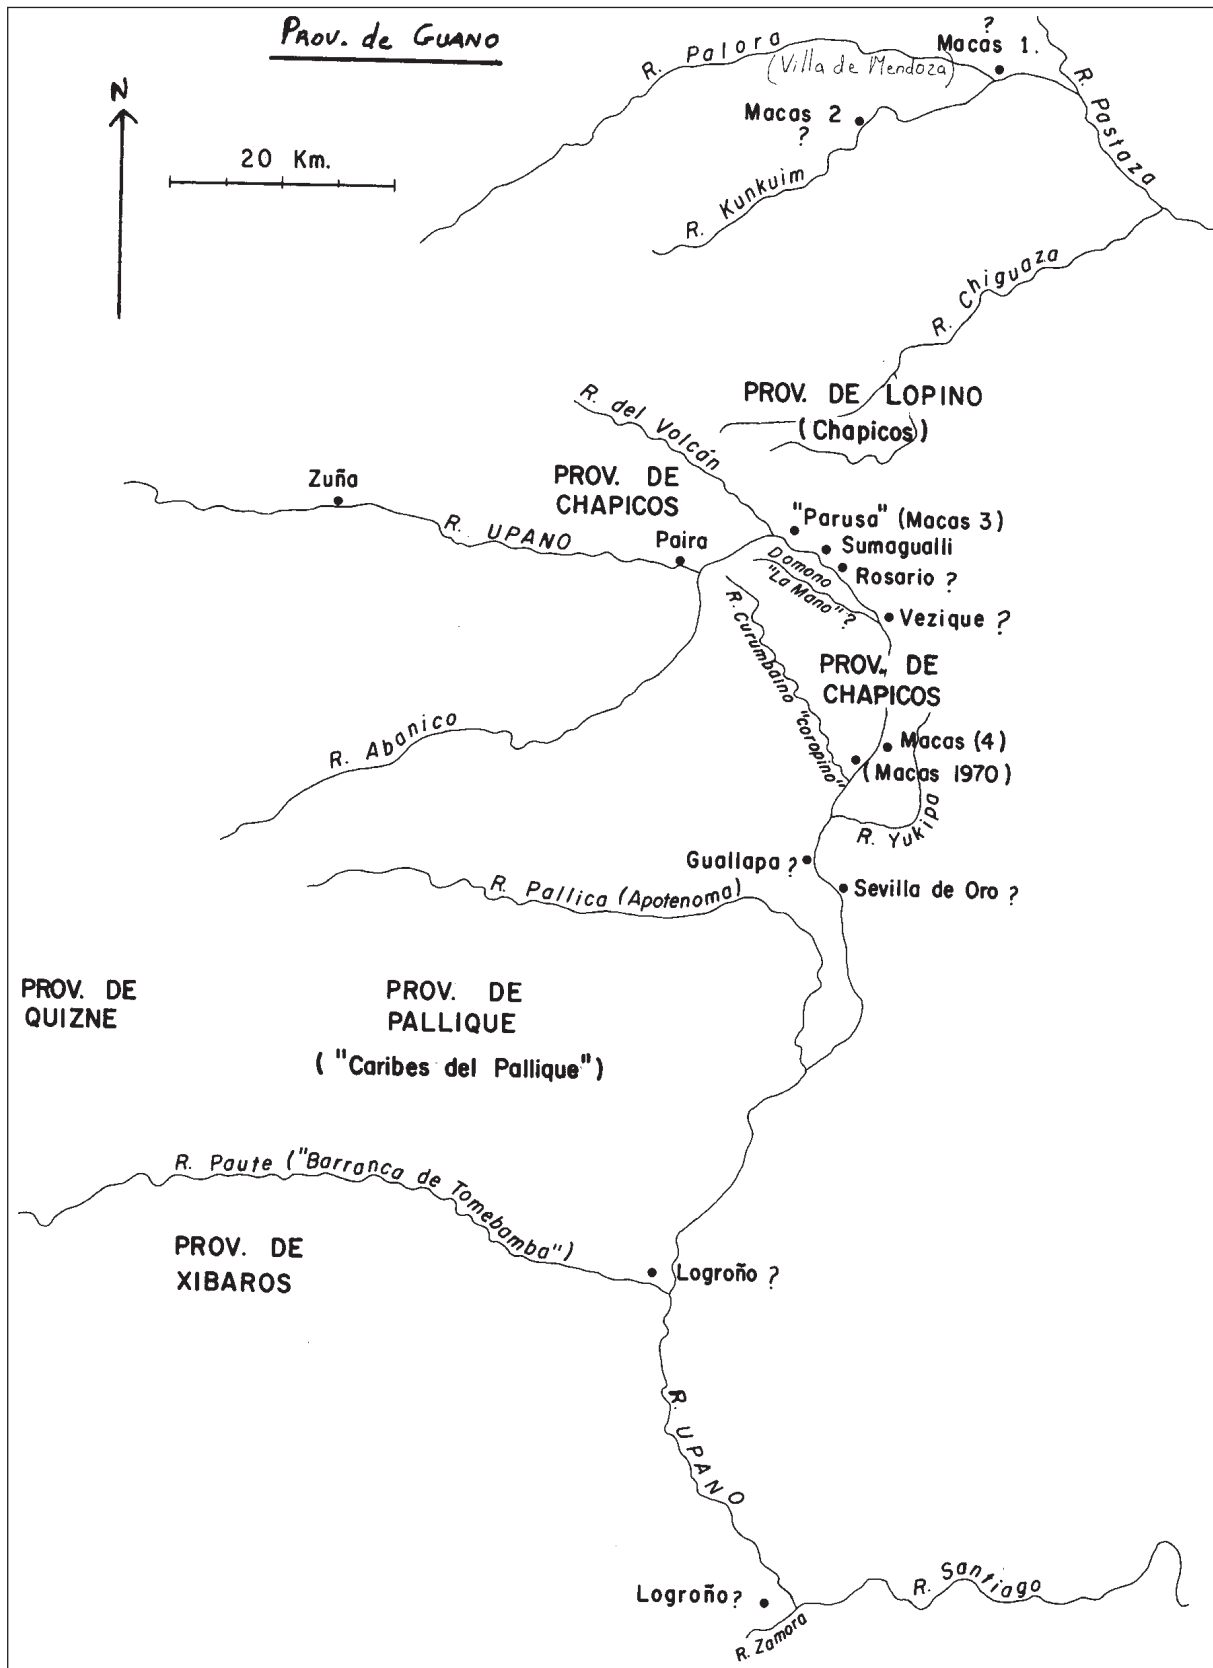 PROV. de GUANO
?
Macas 1.
R. Palora
(Villa de Mendoza)
R. Pastaza
N
Macas 2
?
20 Km.
R. Kunkuim
R. Chiguaza
PROV. DE LOPINO
(Chapicos)
R. del Volcán
Zuña
PROV. DE
CHAPICOS
R. UPANO
Paira
"Parusa" (Macas 3)
Sumagualli
Domono
Rosario ?
"La Mano"?
Vezique ?
R. Curumbaino "coropino"
PROV. DE
CHAPICOS
R. Abanico
Macas (4)
(Macas 1970)
R. Yukipa
Guallapa ?
R. Pallica (Apotenoma)
Sevilla de Oro ?
PROV. DE
QUIZNE
PROV. DE
PALLIQUE
("Caribes del Pallique")
R. Paute ("Barranca de Tomebamba")
PROV. DE
XIBAROS
Logroño ?
R. UPANO
Logroño?
R. Santiago
R. Zamora